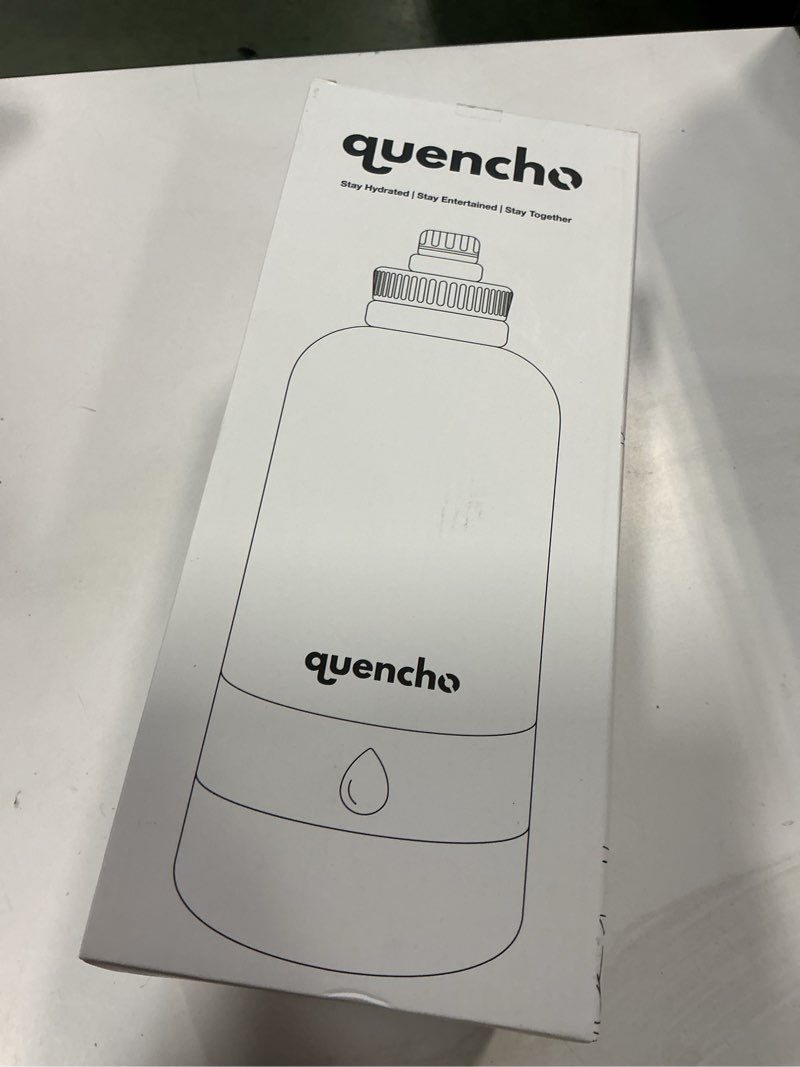 quencho
Stay Hydrated | Stay Entertained | Stay Together
quencho